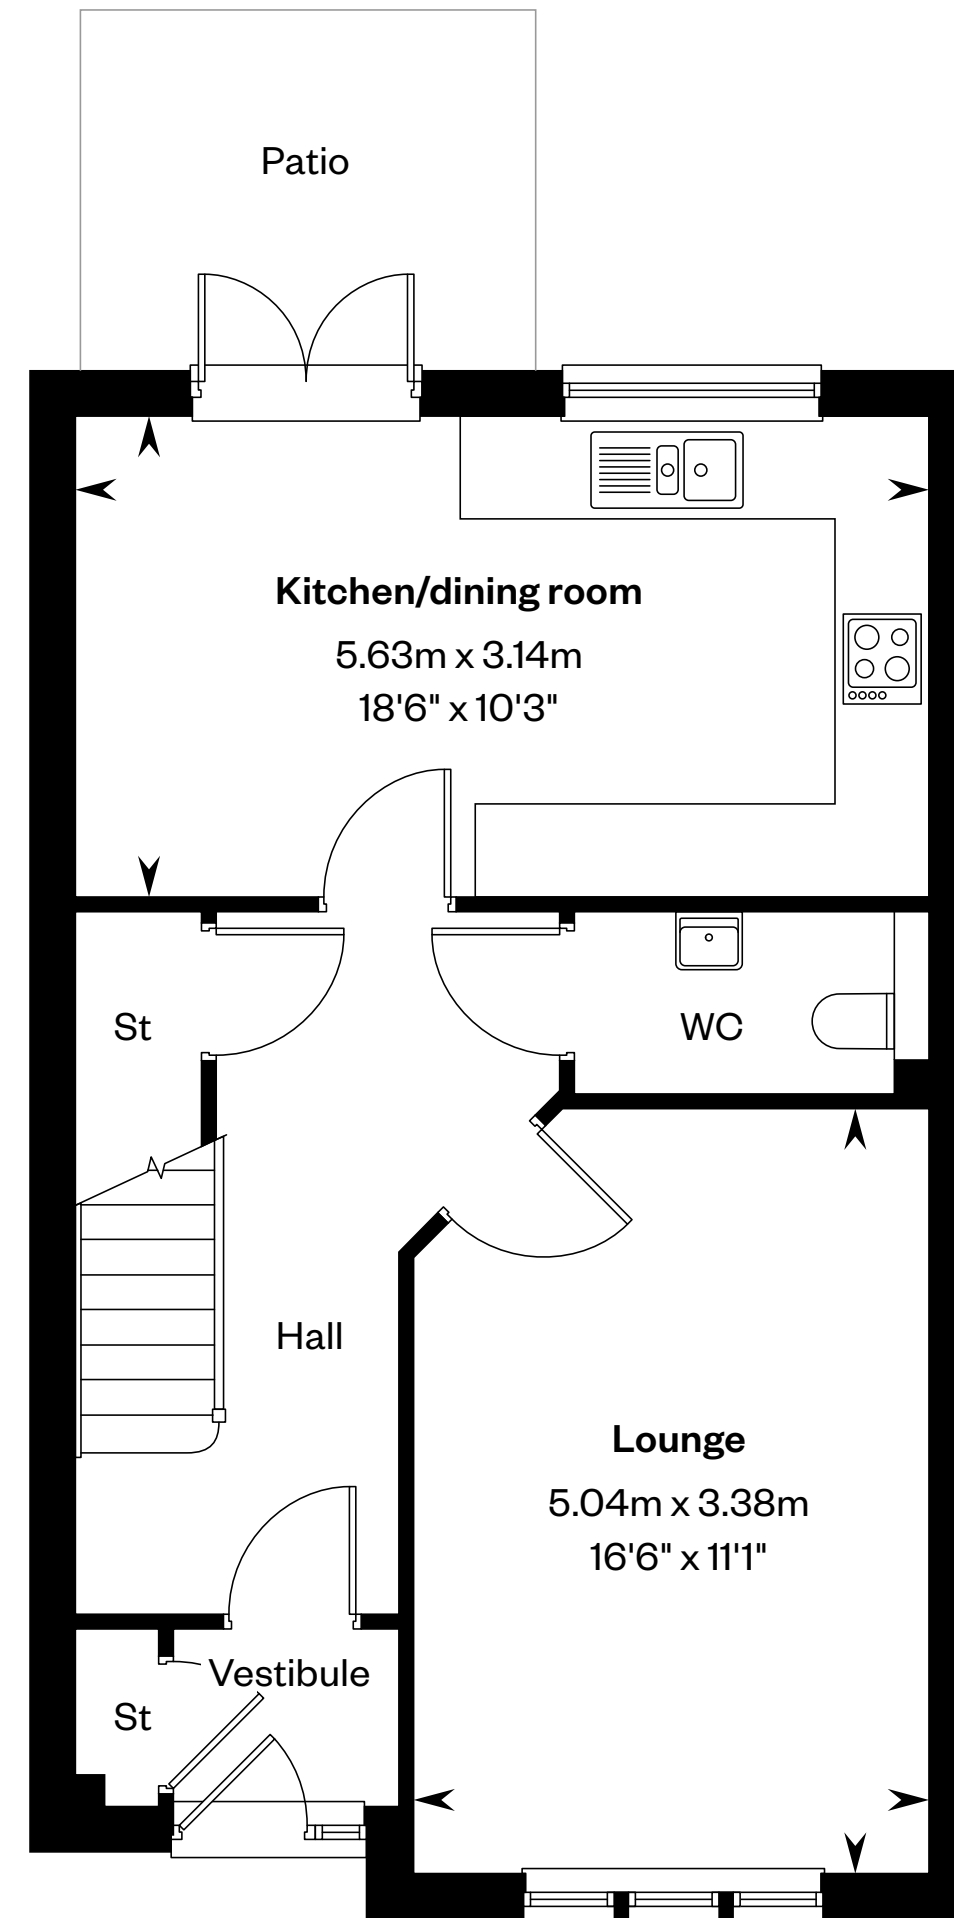 Patio
Kitchen/dining room
5.63m x 3.14m
18'6" x 10'3"
St
WC
Hall
Lounge
5.04m x 3.38m
16'6" x 11'1"
Vestibule
St